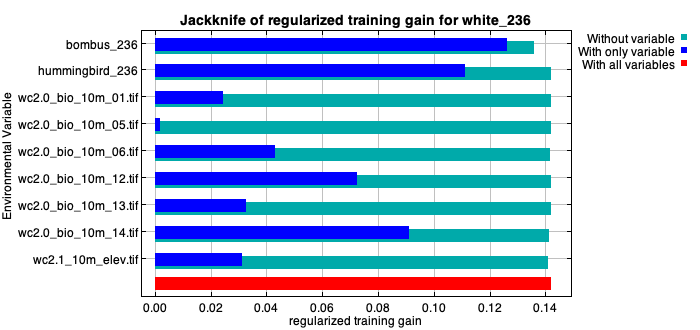 Jackknife of regularized training gain for white_236
Without variable
With only variable
With all variables
Environmental Variable
bombus_236
hummingbird_236
wc2.0_bio_10m_01.tif
wc2.0_bio_10m_05.tif
wc2.0_bio_10m_06.tif
wc2.0_bio_10m_12.tif
wc2.0_bio_10m_13.tif
wc2.0_bio_10m_14.tif
wc2.1_10m_elev.tif
0.00 0.02 0.04 0.06 0.08 0.10 0.12 0.14
regularized training gain